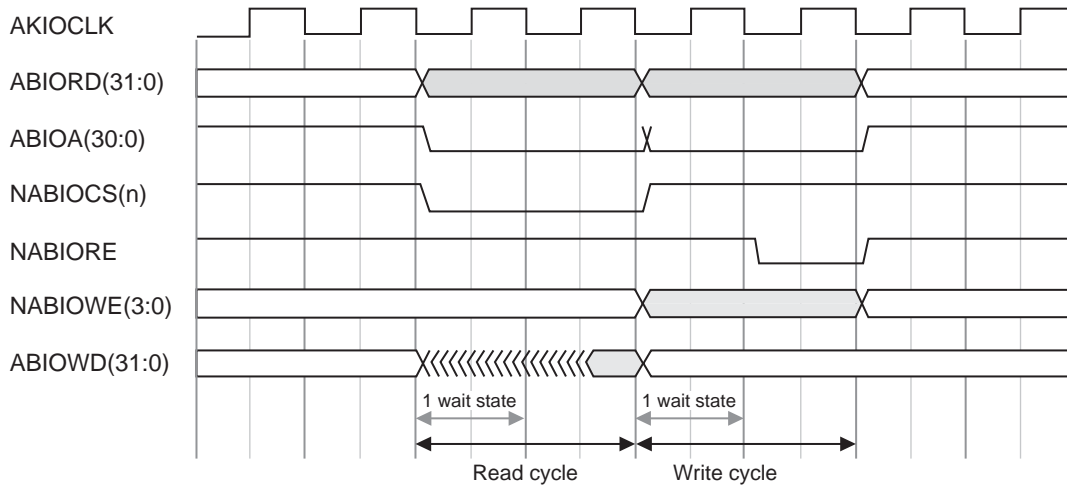 AKIOCLK
ABIORD(31:0)
ABIOA(30:0)
NABIOCS(n)
NABIORE
NABIOWE(3:0)
ABIOWD(31:0)
1 wait state 1 wait state
Read cycle Write cycle